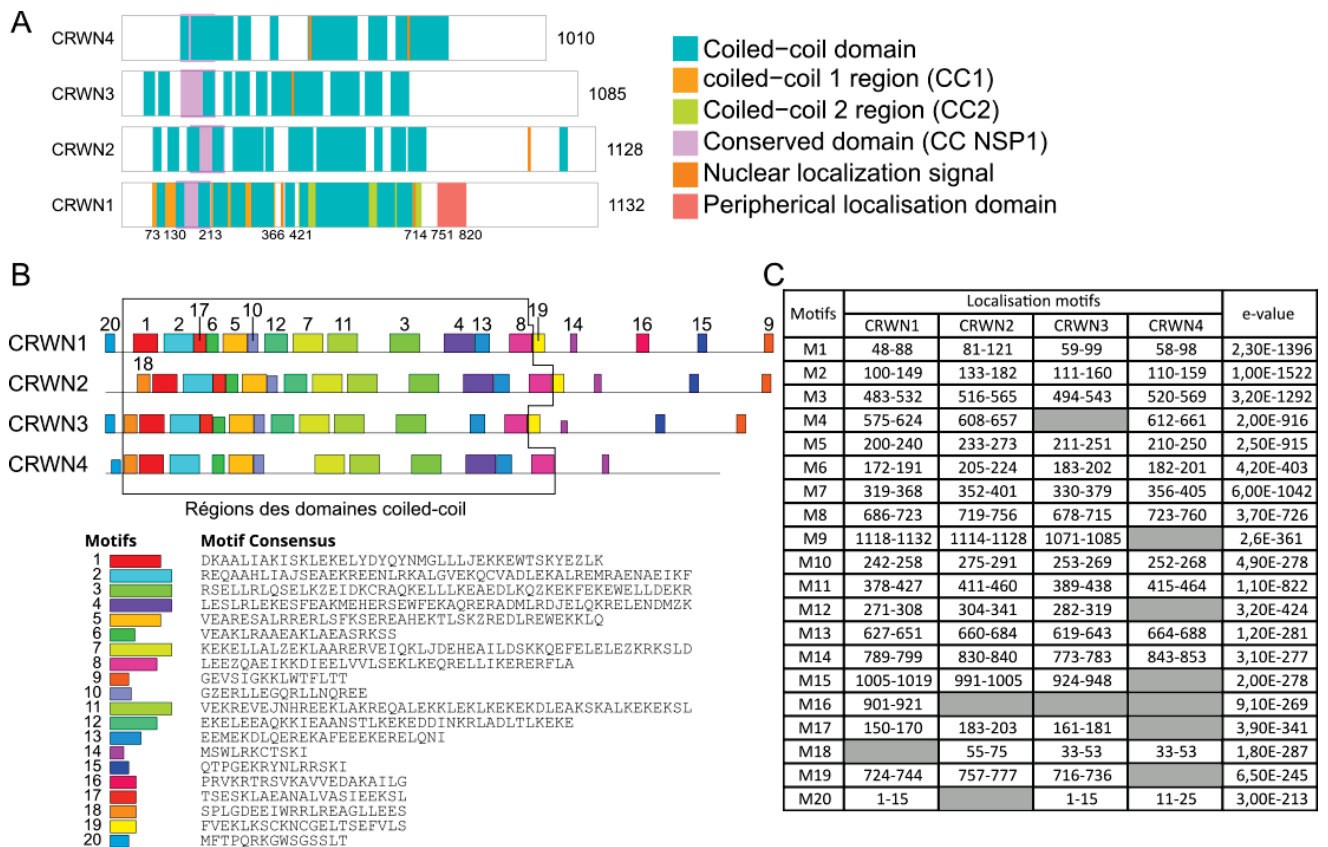 A
CRWN4
1010
CRWN3
1085
CRWN2
1128
CRWN1
1132
73 130 213 366 421 714 751 820
Coiled-coil domain
coiled-coil 1 region (CC1)
Coiled-coil 2 region (CC2)
Conserved domain (CC NSP1)
Nuclear localization signal
Peripherical localisation domain
B
17 10 19
20 1 2 6 5 12 7 11 3 4 13 8 14 16 15 9
CRWN1
18
CRWN2
CRWN3
CRWN4
Régions des domaines coiled-coil
Motifs Motif Consensus
1 DKAALIAKISKLEKELYDYQYNMGLLLJEKKEWTSKYEZLK
2 REQAAHLIAJSEAEKREENLRKALGVEKQCVADLEKALREMRAENAEIKF
3 RSELLRLQSELKZEIDKCRAQKELLLKEAEDLKQZKEKFEKEWELLDEKR
4 LESLRLEKESFEAKMEHERSEWFEKAQRERADMLRDJELQKRELENDMZK
5 VEARESALRRERLSFKSEREAHEKTLSKZREDLREWEKKLQ
6 VEAKLRAAEAKLAEASRKSS
7 KEKELLALZEKLAARERVEIQKLJDEHEAILDSKKQEFELELEZKRKSLD
8 LEEZQAEIKKDIEELVVLSEKLKEQRELLIKERERFLA
9 GEVSIGKKLWTFLTT
10 GZERLLEGQRLLNQREE
11 VEKREVEJNHREEKLAKREQALEKKLEKLKEKEKDLEAKSKALKEKEKSL
12 EKELEEAQKKIEAANSTLKEKEDDINKRLADLTLKEKE
13 EEMEKDLQEREKAFEEEKERELQNI
14 MSWLRKCTSKI
15 QTPGEKRYNLRRSKI
16 PRVKRTRSVKAVVEDAKAILG
17 TSESKLAEANALVASIEEKSL
18 SPLGDEEIWRRLREAGLLEES
19 FVEKLKSCKNCGELTSEFVLS
20 MFTPQRKGWSGSSLT
C
Motifs Localisation motifs e-value
CRWN1 CRWN2 CRWN3 CRWN4
M1 48-88 81-121 59-99 58-98 2,30E-1396
M2 100-149 133-182 111-160 110-159 1,00E-1522
M3 483-532 516-565 494-543 520-569 3,20E-1292
M4 575-624 608-657 612-661 2,00E-916
M5 200-240 233-273 211-251 210-250 2,50E-915
M6 172-191 205-224 183-202 182-201 4,20E-403
M7 319-368 352-401 330-379 356-405 6,00E-1042
M8 686-723 719-756 678-715 723-760 3,70E-726
M9 1118-1132 1114-1128 1071-1085 2,6E-361
M10 242-258 275-291 253-269 252-268 4,90E-278
M11 378-427 411-460 389-438 415-464 1,10E-822
M12 271-308 304-341 282-319 3,20E-424
M13 627-651 660-684 619-643 664-688 1,20E-281
M14 789-799 830-840 773-783 843-853 3,10E-277
M15 1005-1019 991-1005 924-948 2,00E-278
M16 901-921 9,10E-269
M17 150-170 183-203 161-181 3,90E-341
M18 55-75 33-53 33-53 1,80E-287
M19 724-744 757-777 716-736 6,50E-245
M20 1-15 1-15 11-25 3,00E-213